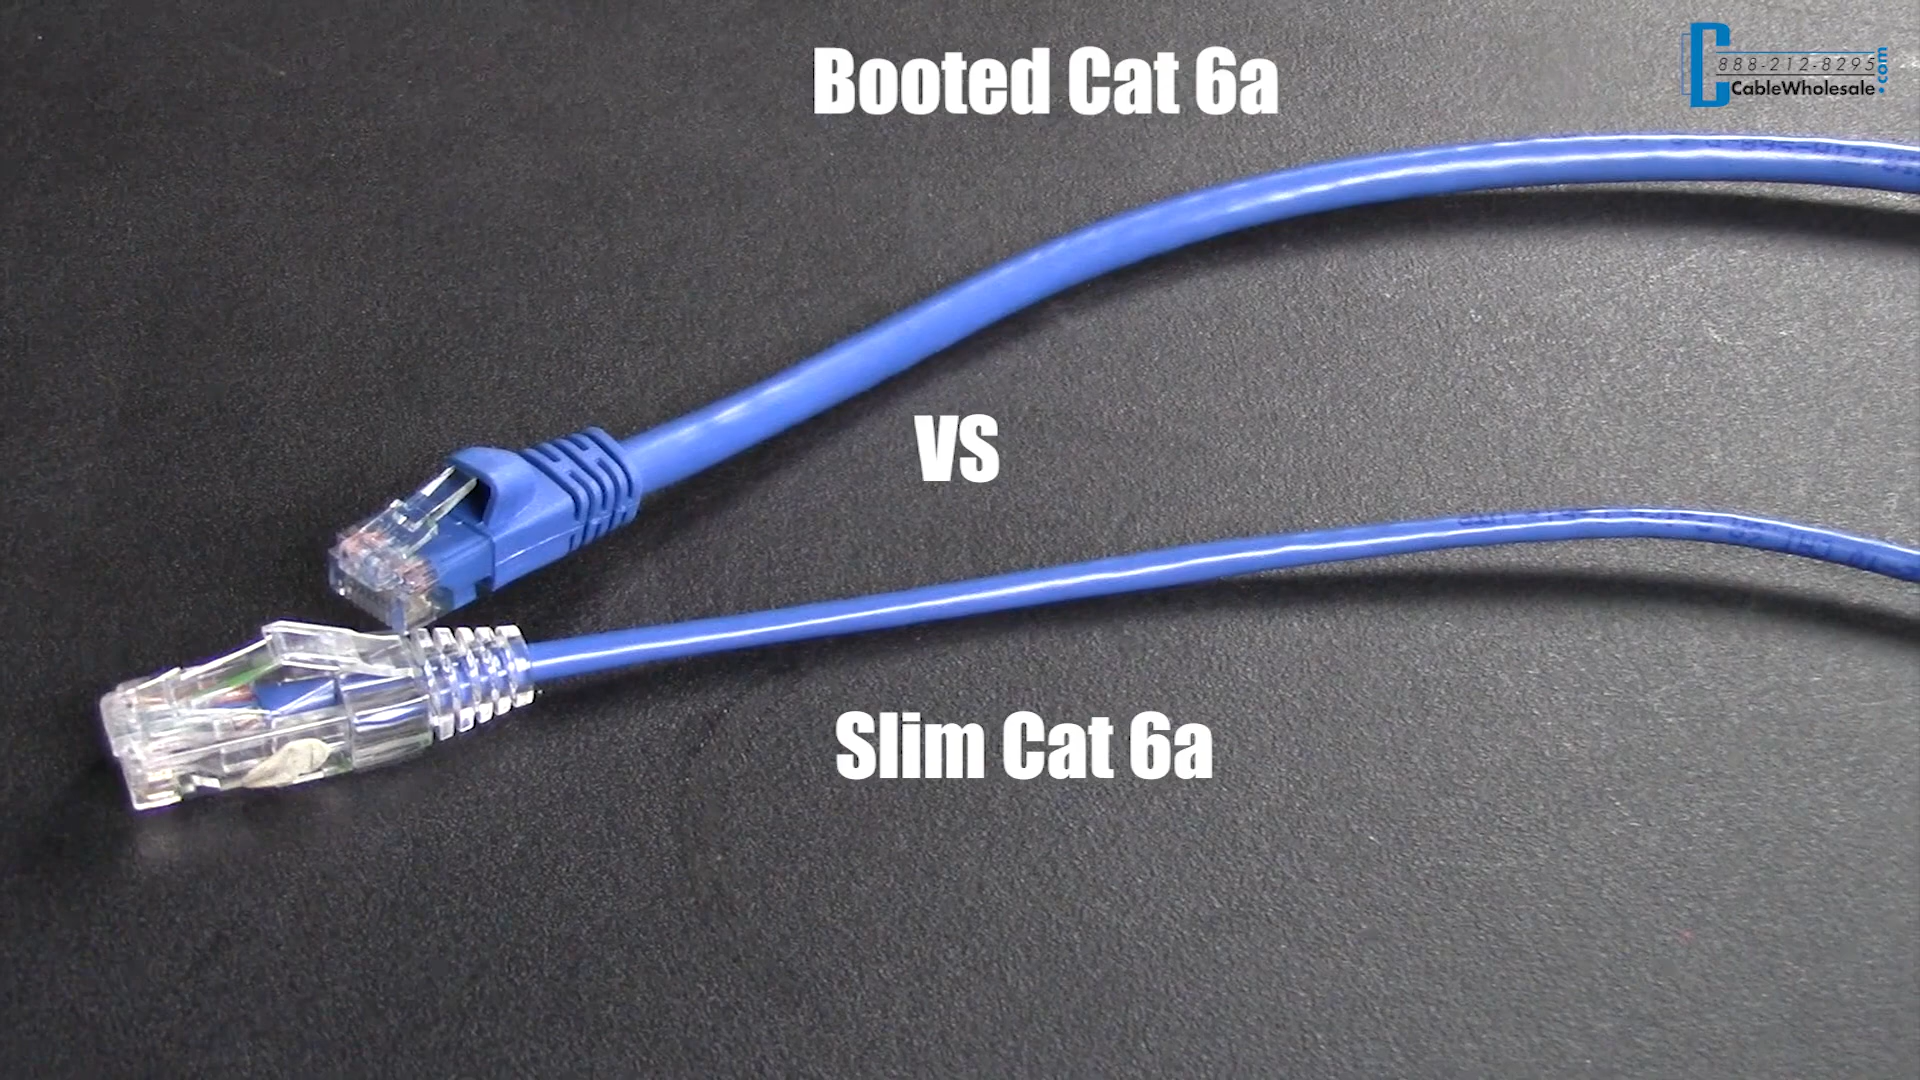 Booted Cat 6a
888-212-8295
CableWholesale.com
VS
Slim Cat 6a